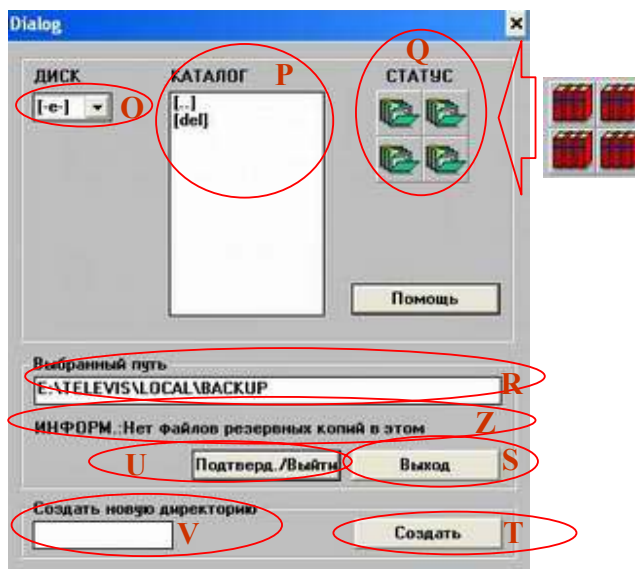 Dialog
ДИСК КАТАЛОГ P Q СТАТУС
[-e-] O [..]
[del]
Помощь
Выбранный путь
E:\TELEVIS\LOCAL\BACKUP R
ИНФОРМ.:Нет файлов резервных копий в этом Z
U Подтверд./Выйти Выход S
Создать новую директорию
V Создать T